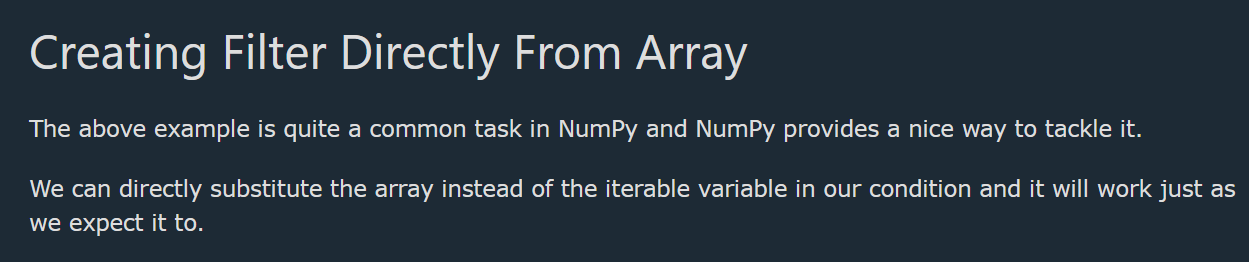 Creating Filter Directly From Array
The above example is quite a common task in NumPy and NumPy provides a nice way to tackle it.
We can directly substitute the array instead of the iterable variable in our condition and it will work just as
we expect it to.